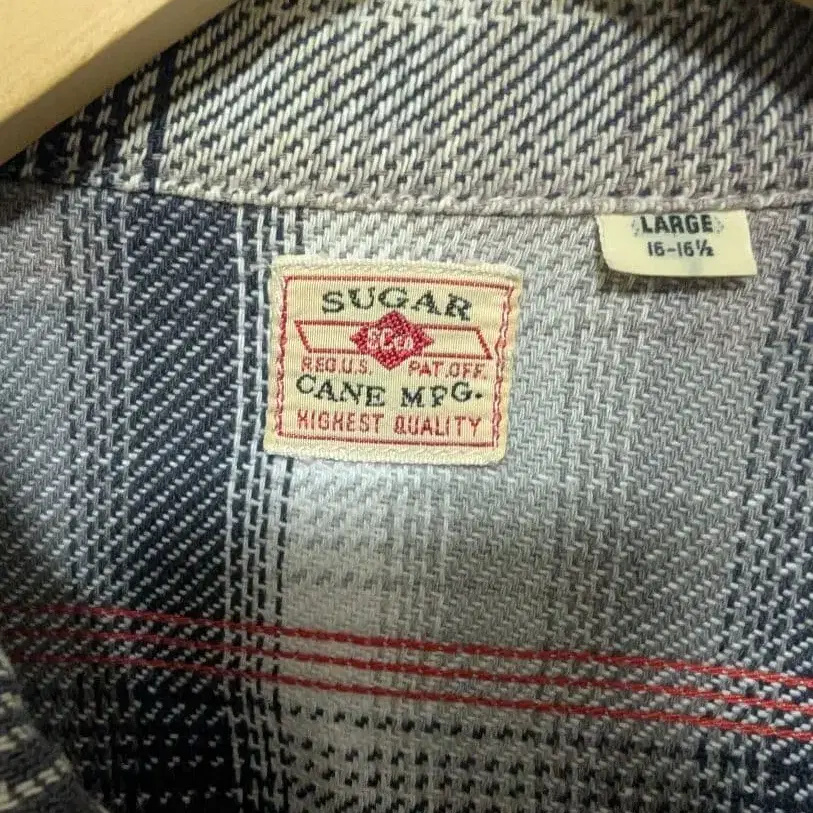 LARGE
16-16½
SUGAR
SCco
REG.U.S. PAT.OFF.
CANE MFG.
HIGHEST QUALITY